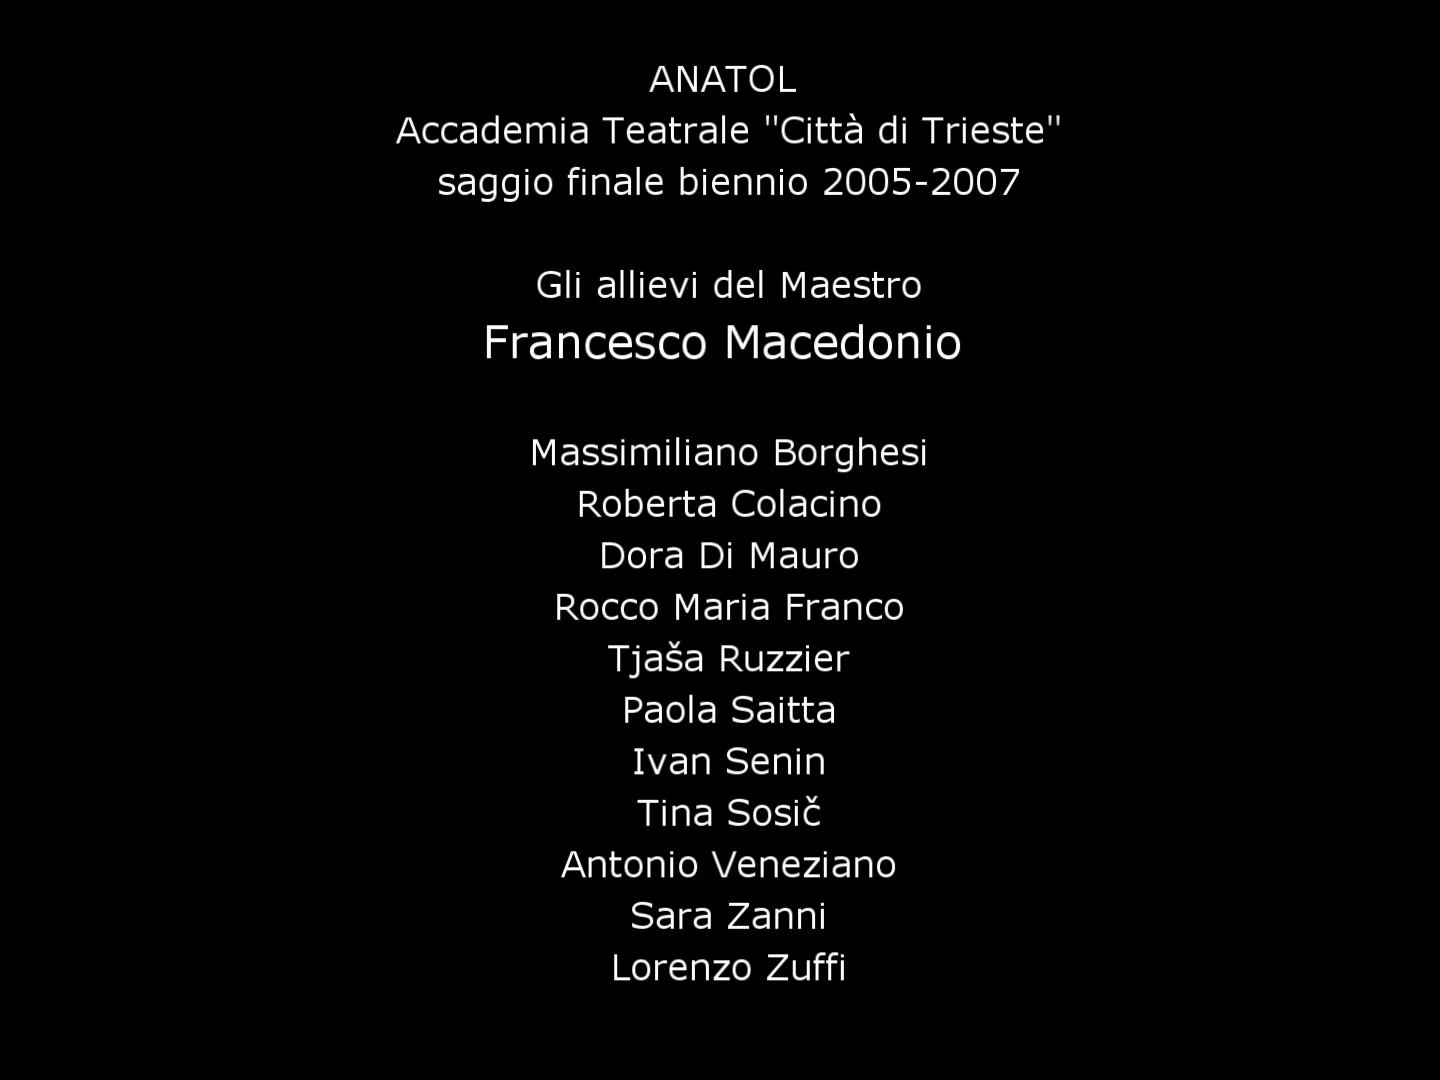 ANATOL
Accademia Teatrale "Città di Trieste"
saggio finale biennio 2005-2007
Gli allievi del Maestro
Francesco Macedonio
Massimiliano Borghesi
Roberta Colacino
Dora Di Mauro
Rocco Maria Franco
Tjaša Ruzzier
Paola Saitta
Ivan Senin
Tina Sosič
Antonio Veneziano
Sara Zanni
Lorenzo Zuffi